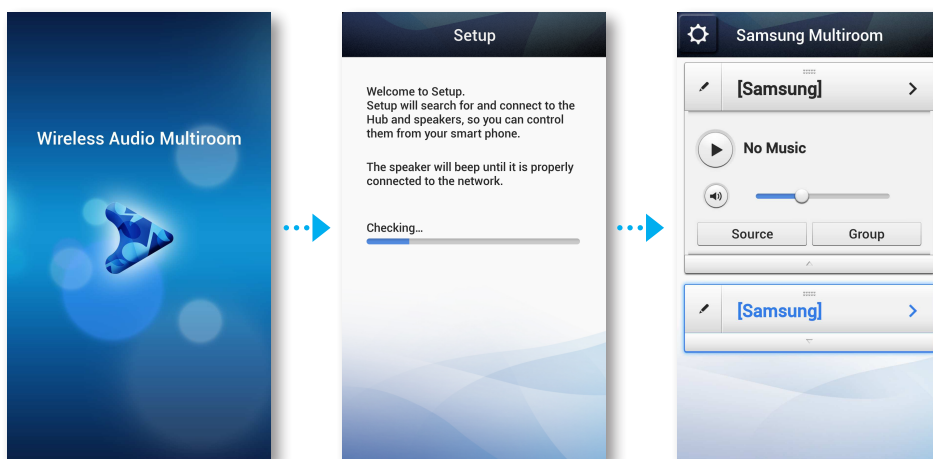 Wireless Audio Multiroom
Setup
Welcome to Setup.
Setup will search for and connect to the
Hub and speakers, so you can control
them from your smart phone.
The speaker will beep until it is properly
connected to the network.
Checking...
Samsung Multiroom
[Samsung]
No Music
Source Group
[Samsung]